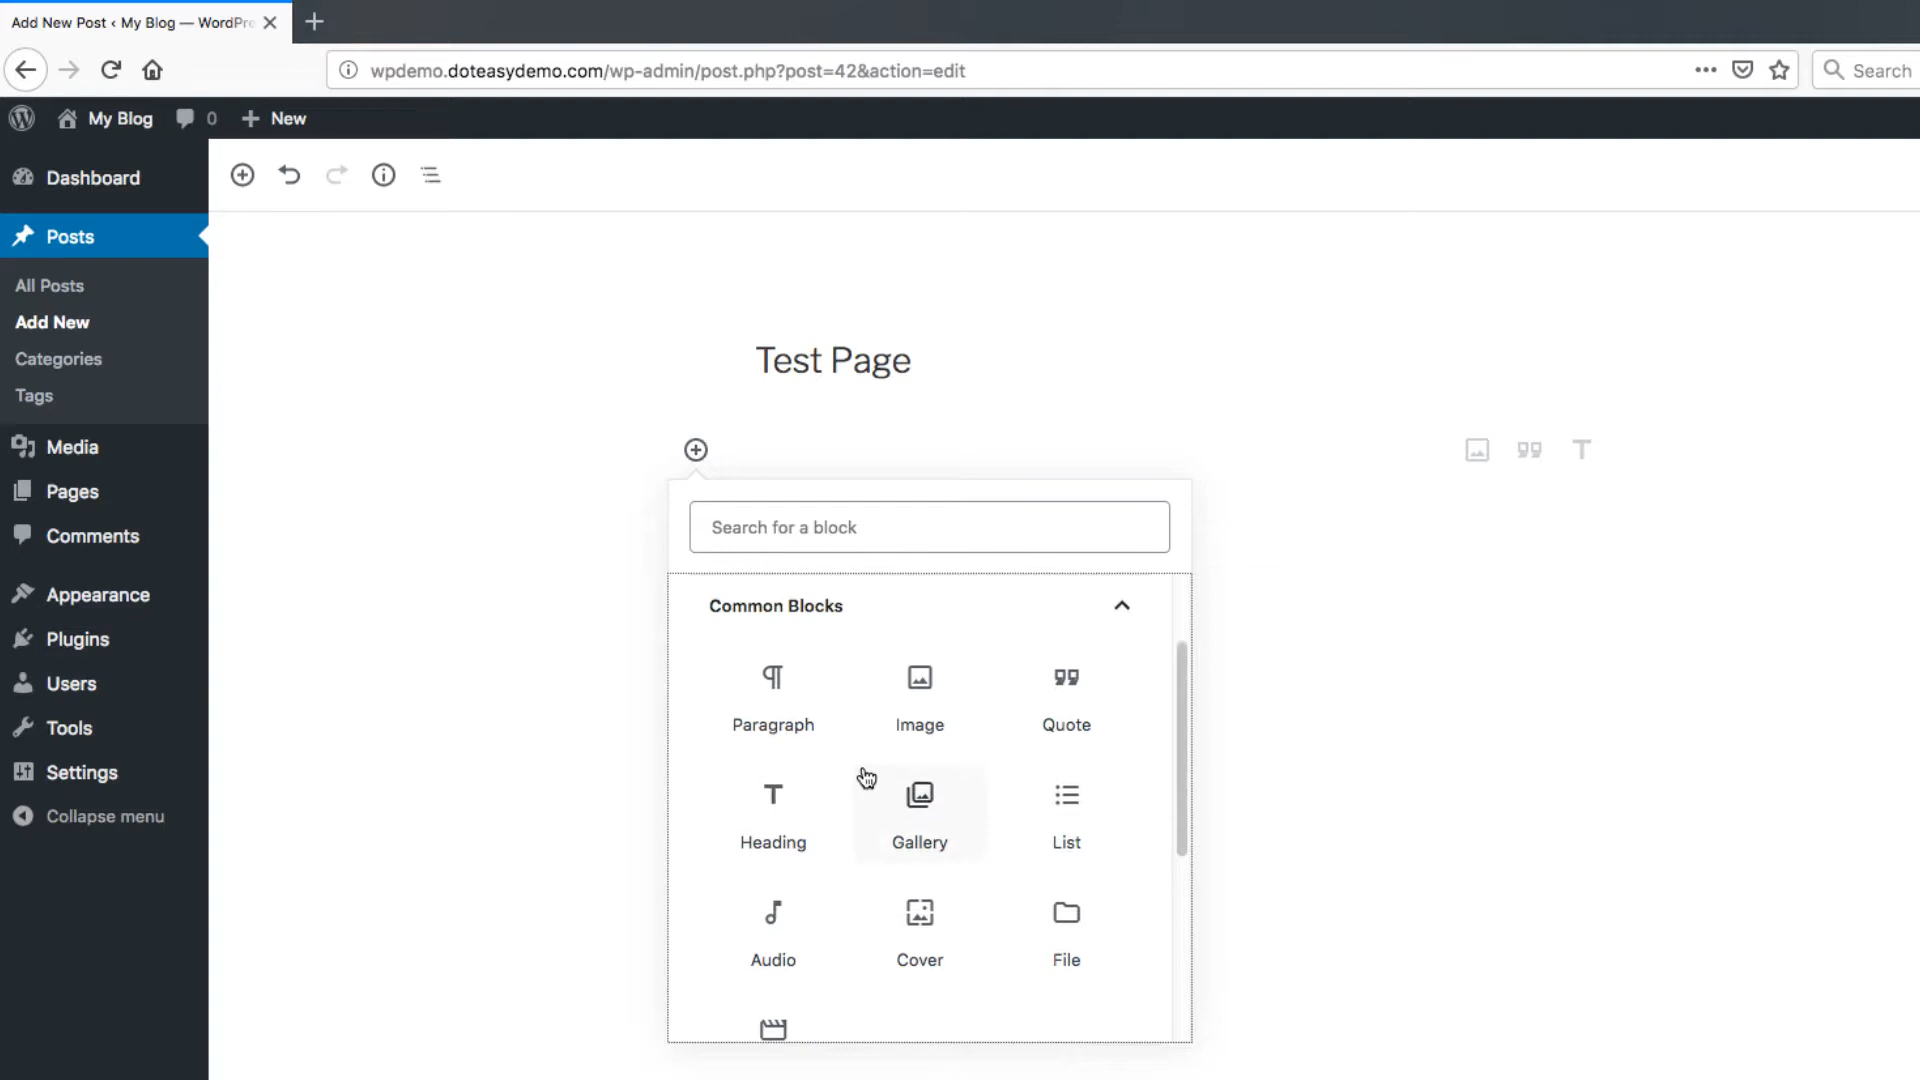 Add New Post ‹ My Blog — WordPre
wpdemo.doteasydemo.com/wp-admin/post.php?post=42&action=edit
Search
My Blog
0
New
Dashboard
Posts
All Posts
Add New
Categories
Tags
Media
Pages
Comments
Appearance
Plugins
Users
Tools
Settings
Collapse menu
Test Page
Search for a block
Common Blocks
Paragraph
Image
Quote
Heading
Gallery
List
Audio
Cover
File